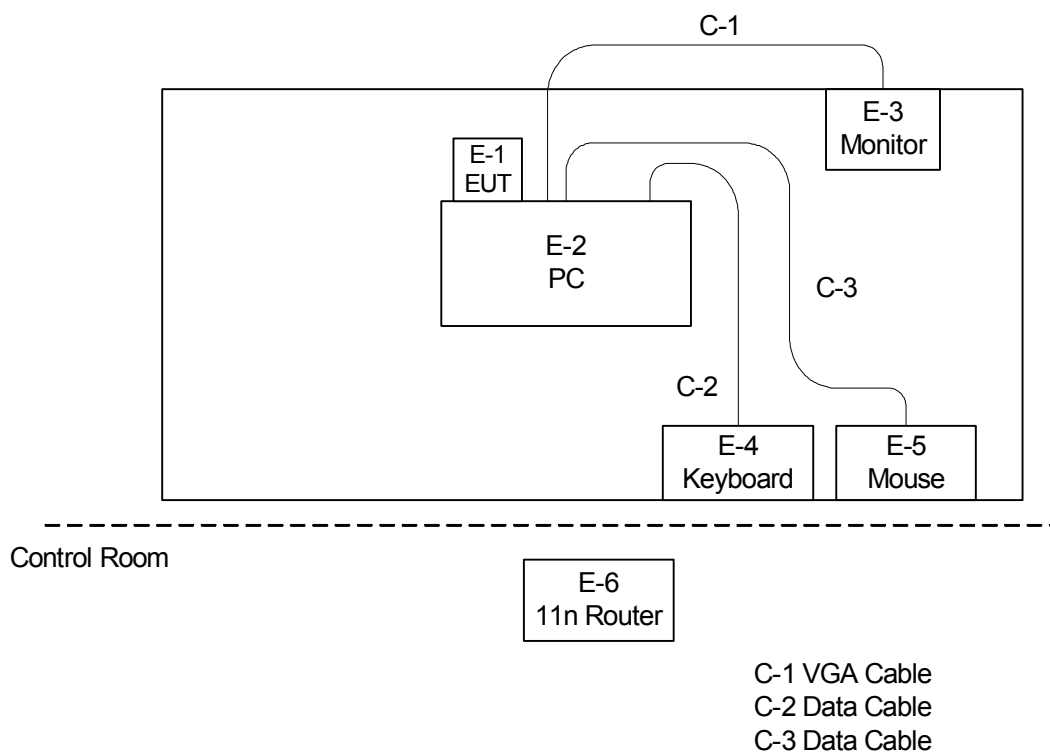 C-1
E-3
Monitor
E-1
EUT
E-2
PC
C-3
C-2
E-4
Keyboard
E-5
Mouse
Control Room
E-6
11n Router
C-1 VGA Cable
C-2 Data Cable
C-3 Data Cable